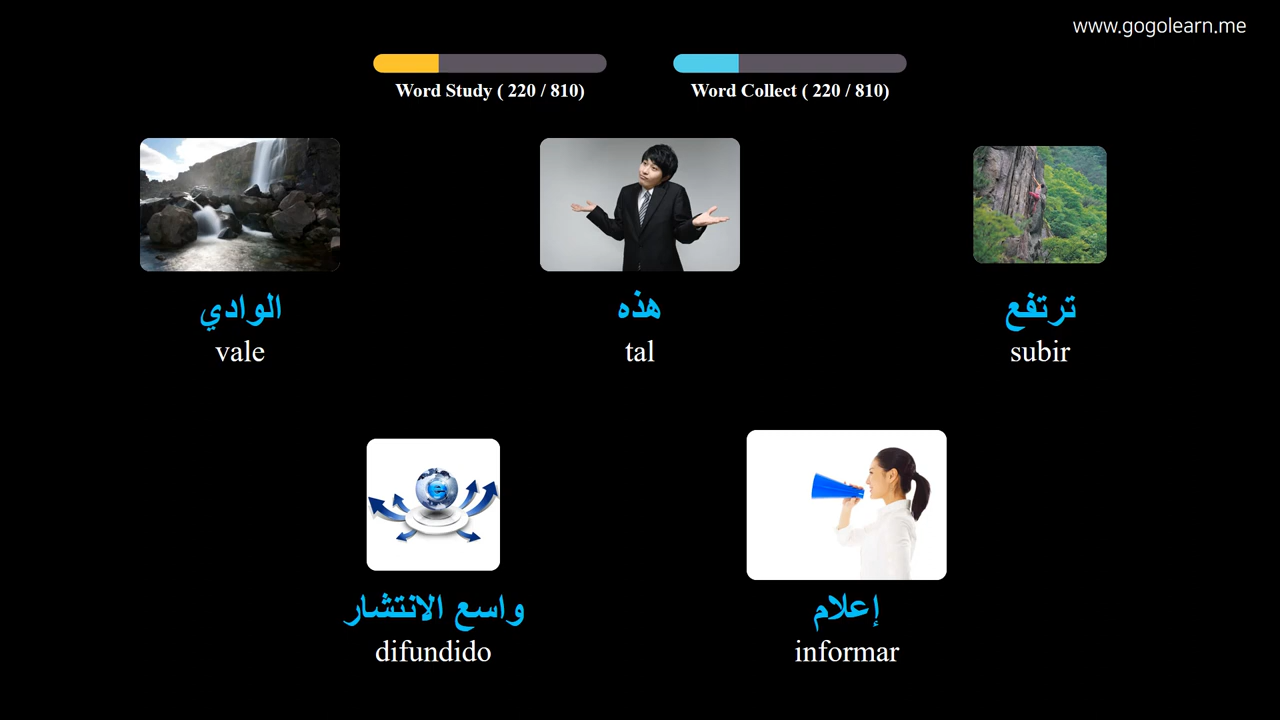 www.gogolearn.me
Word Study ( 220 / 810)
Word Collect ( 220 / 810)
الوادي
vale
هذه
tal
ترتفع
subir
واسع الانتشار
difundido
إعلام
informar